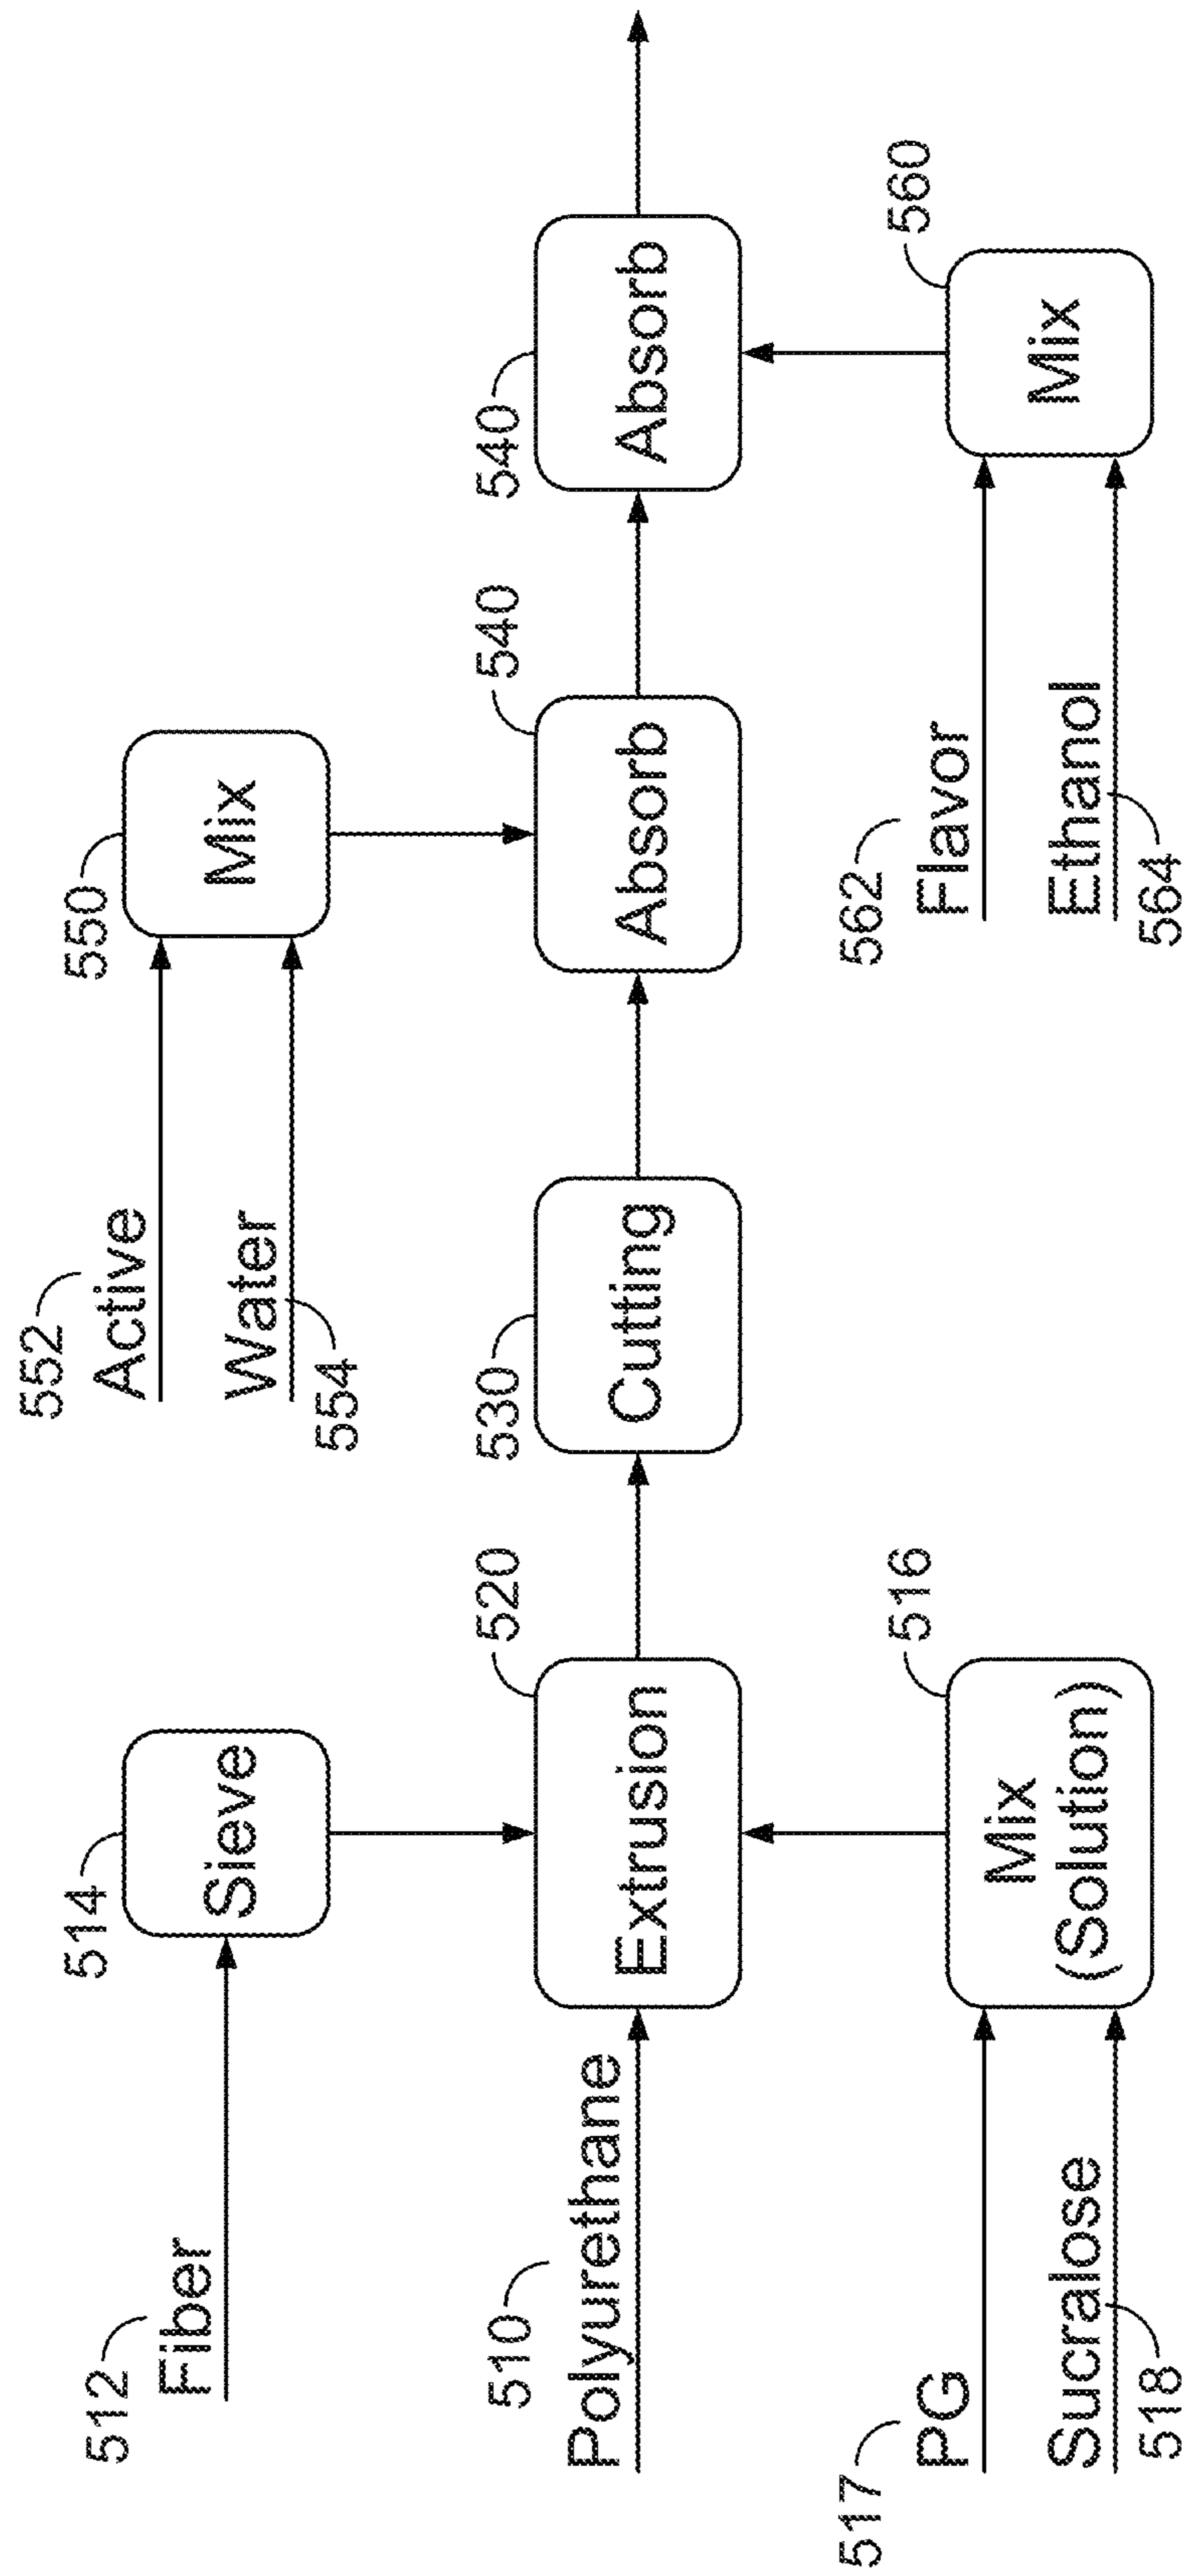 512
Fiber
514
Sieve
510
Polyurethane
517
PG
Sucralose
518
516
Mix
(Solution)
520
Extrusion
530
Cutting
552
Active
Water
554
550
Mix
540
Absorb
562
Flavor
Ethanol
564
560
Mix
540
Absorb